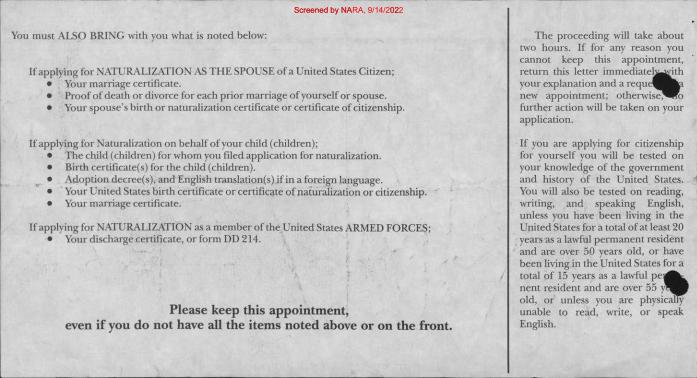 Screened by NARA, 9/14/2022
You must ALSO BRING with you what is noted below:
If applying for NATURALIZATION AS THE SPOUSE of a United States Citizen;
• Your marriage certificate.
• Proof of death or divorce for each prior marriage of yourself or spouse.
• Your spouse's birth or naturalization certificate or certificate of citizenship.
If applying for Naturalization on behalf of your child (children);
• The child (children) for whom you filed application for naturalization.
• Birth certificate(s) for the child (children).
• Adoption decree(s), and English translation(s) if in a foreign language.
• Your United States birth certificate or certificate of naturalization or citizenship.
• Your marriage certificate.
If applying for NATURALIZATION as a member of the United States ARMED FORCES;
• Your discharge certificate, or form DD 214.
Please keep this appointment,
even if you do not have all the items noted above or on the front.
The proceeding will take about
two hours. If for any reason you
cannot keep this appointment,
return this letter immediately with
your explanation and a reque a
new appointment; otherwise,
further action will be taken on your
application.
If you are applying for citizenship
for yourself you will be tested on
your knowledge of the government
and history of the United States.
You will also be tested on reading,
writing, and speaking English,
unless you have been living in the
United States for a total of at least 20
years as a lawful permanent resident
and are over 50 years old, or have
been living in the United States for a
total of 15 years as a lawful
nent resident and are over 55
old, or unless you are physically
unable to read, write, or speak
English.